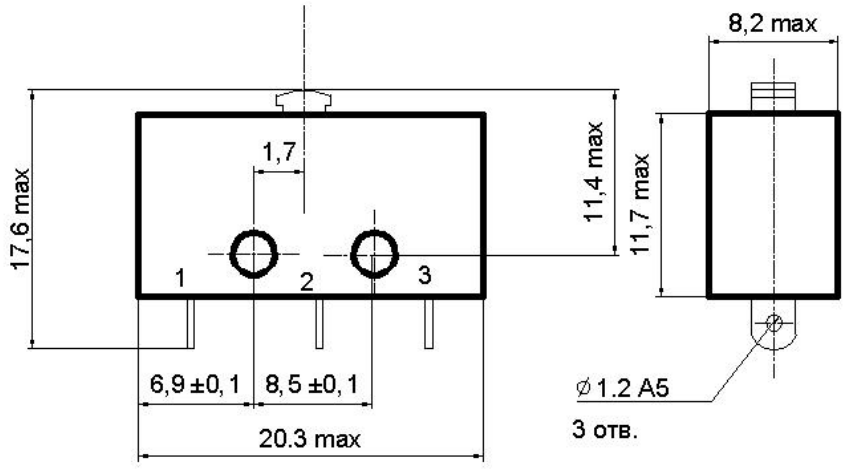 8,2 max
1,7
17,6 max
11,4 max
11,7 max
1
2
3
6,9 ±0,1
8,5 ±0,1
20.3 max
∅1.2 A5
3 отв.